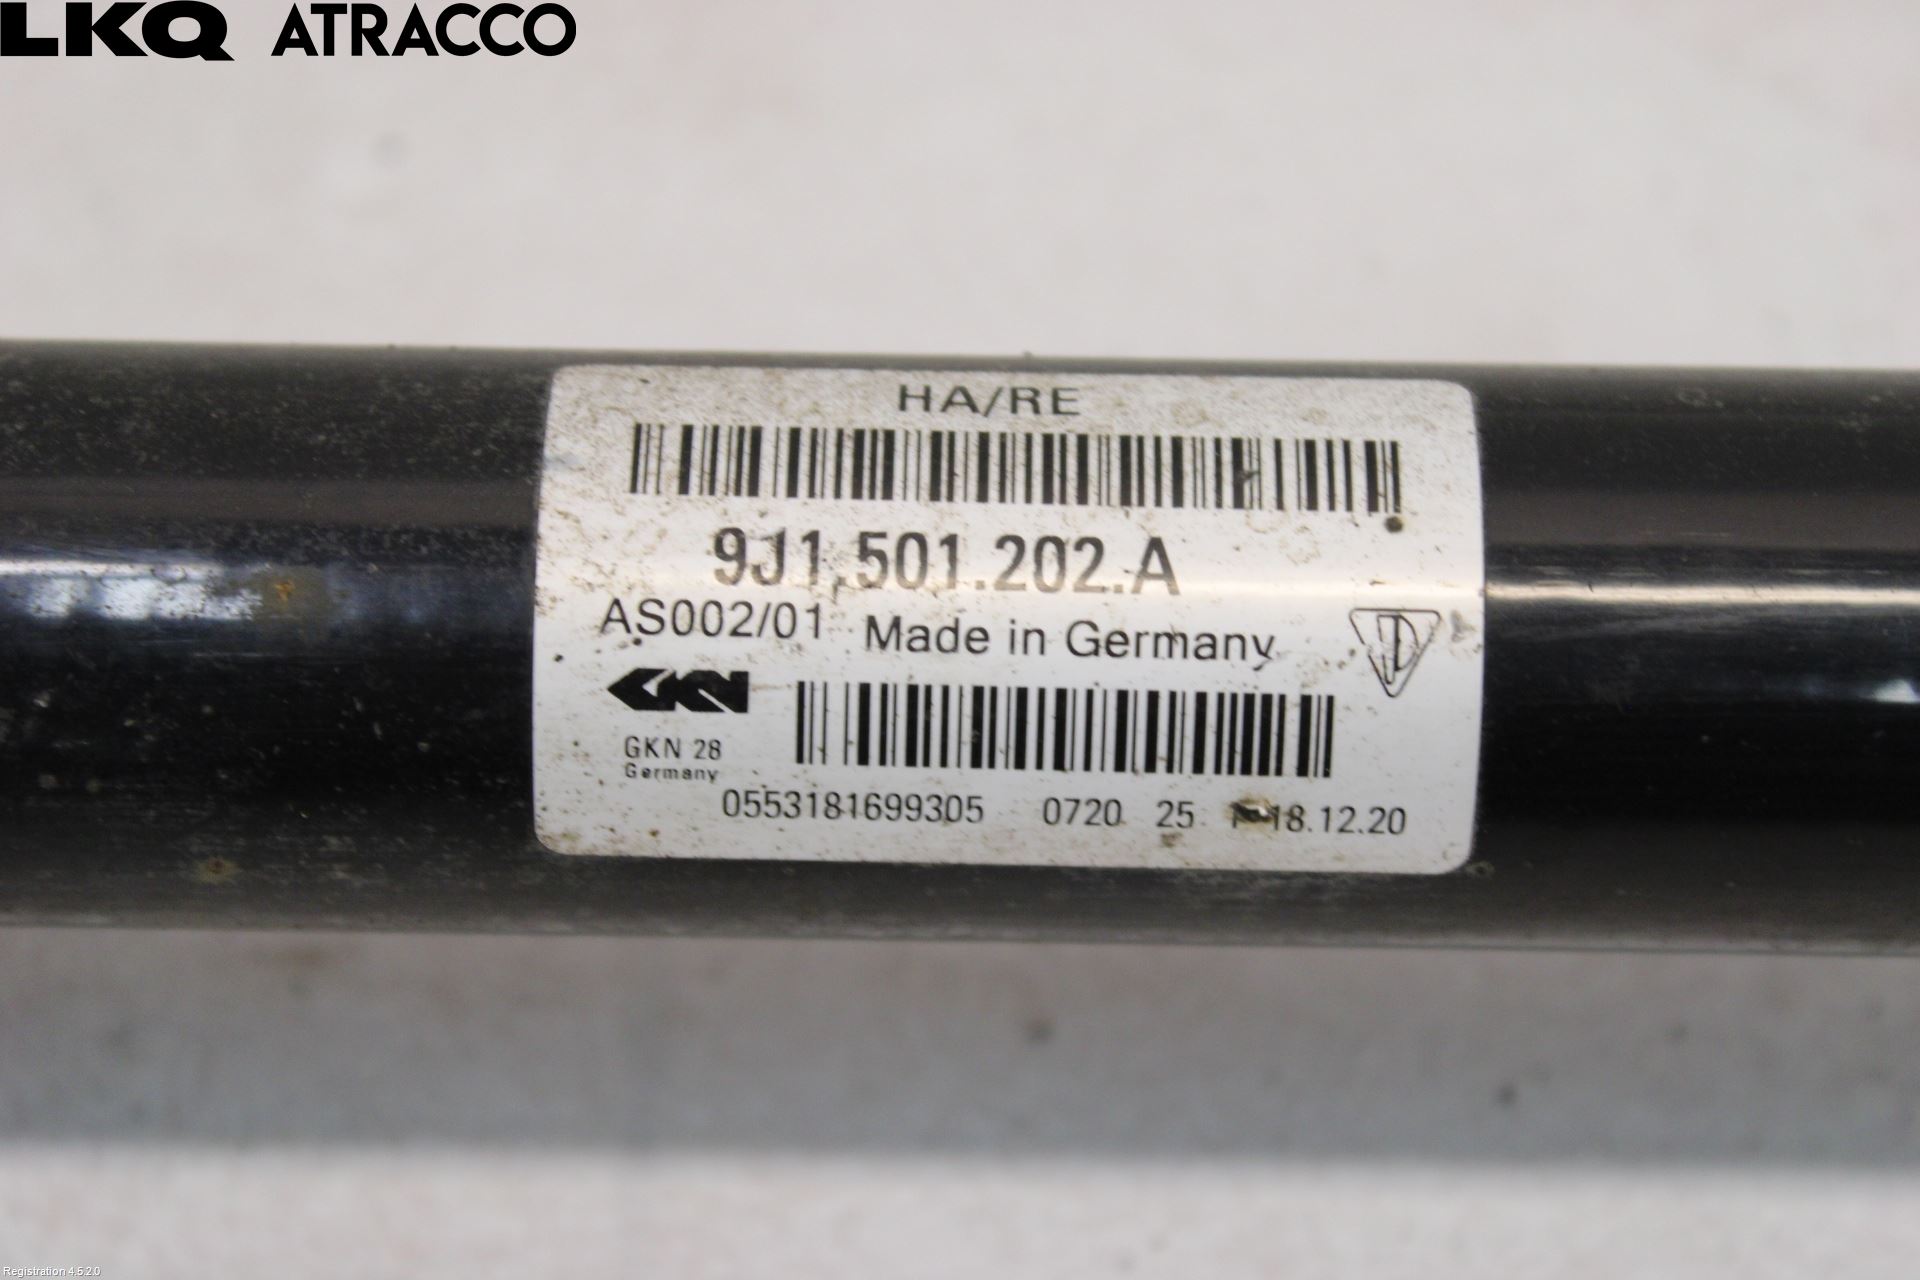 LKQ ATRACCO
HA/RE
9J1.501.202.A
AS002/01 Made in Germany
GKN
GKN 28
Germany
0553181699305 0720 25 18.12.20
Registration 4.5.2.0